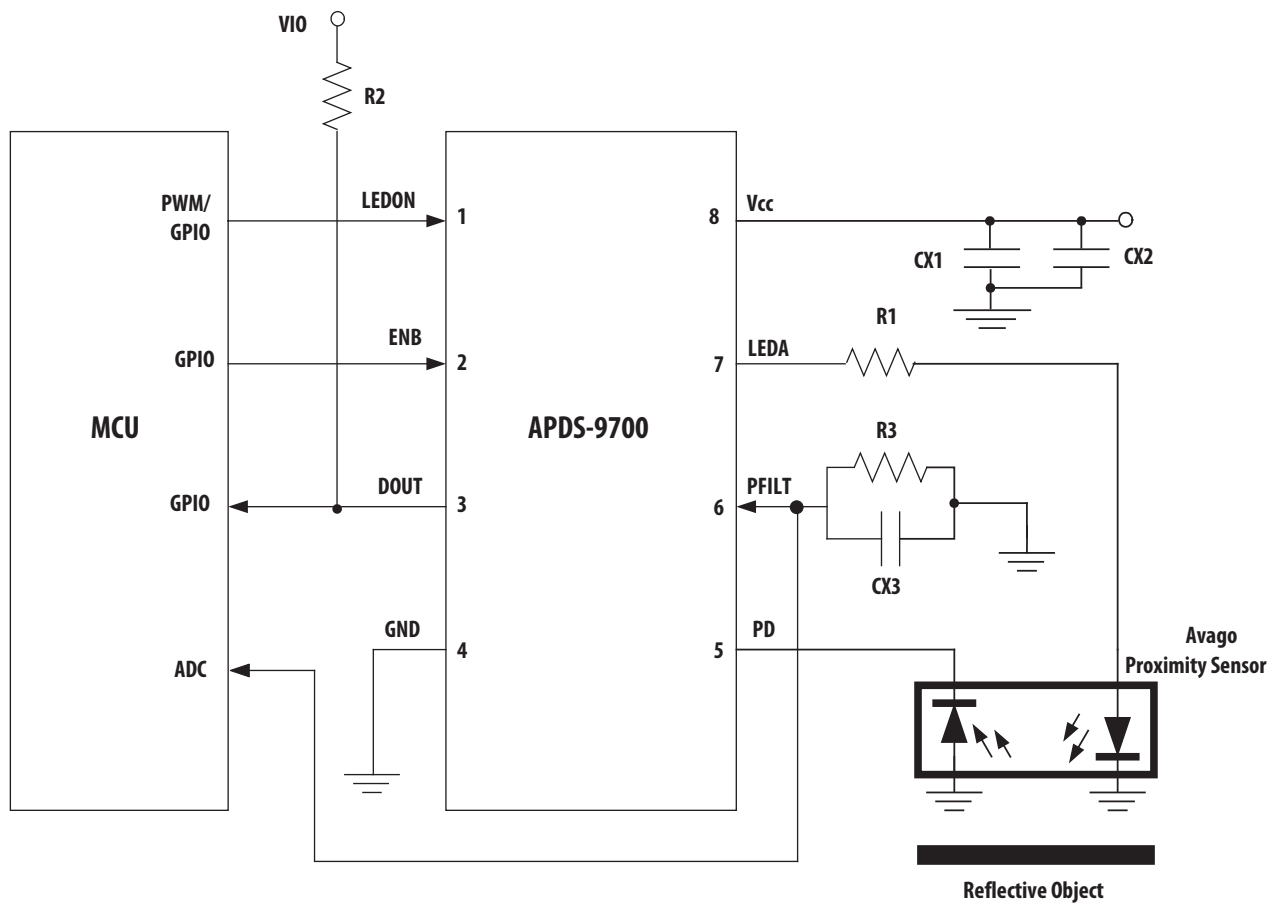 VIO
R2
PWM/
GPIO
LEDON
1
8
Vcc
CX1
CX2
R1
GPIO
ENB
2
7
LEDA
MCU
APDS-9700
R3
GPIO
DOUT
3
6
PFILT
CX3
GND
4
5
PD
ADC
Avago
Proximity Sensor
Reflective Object